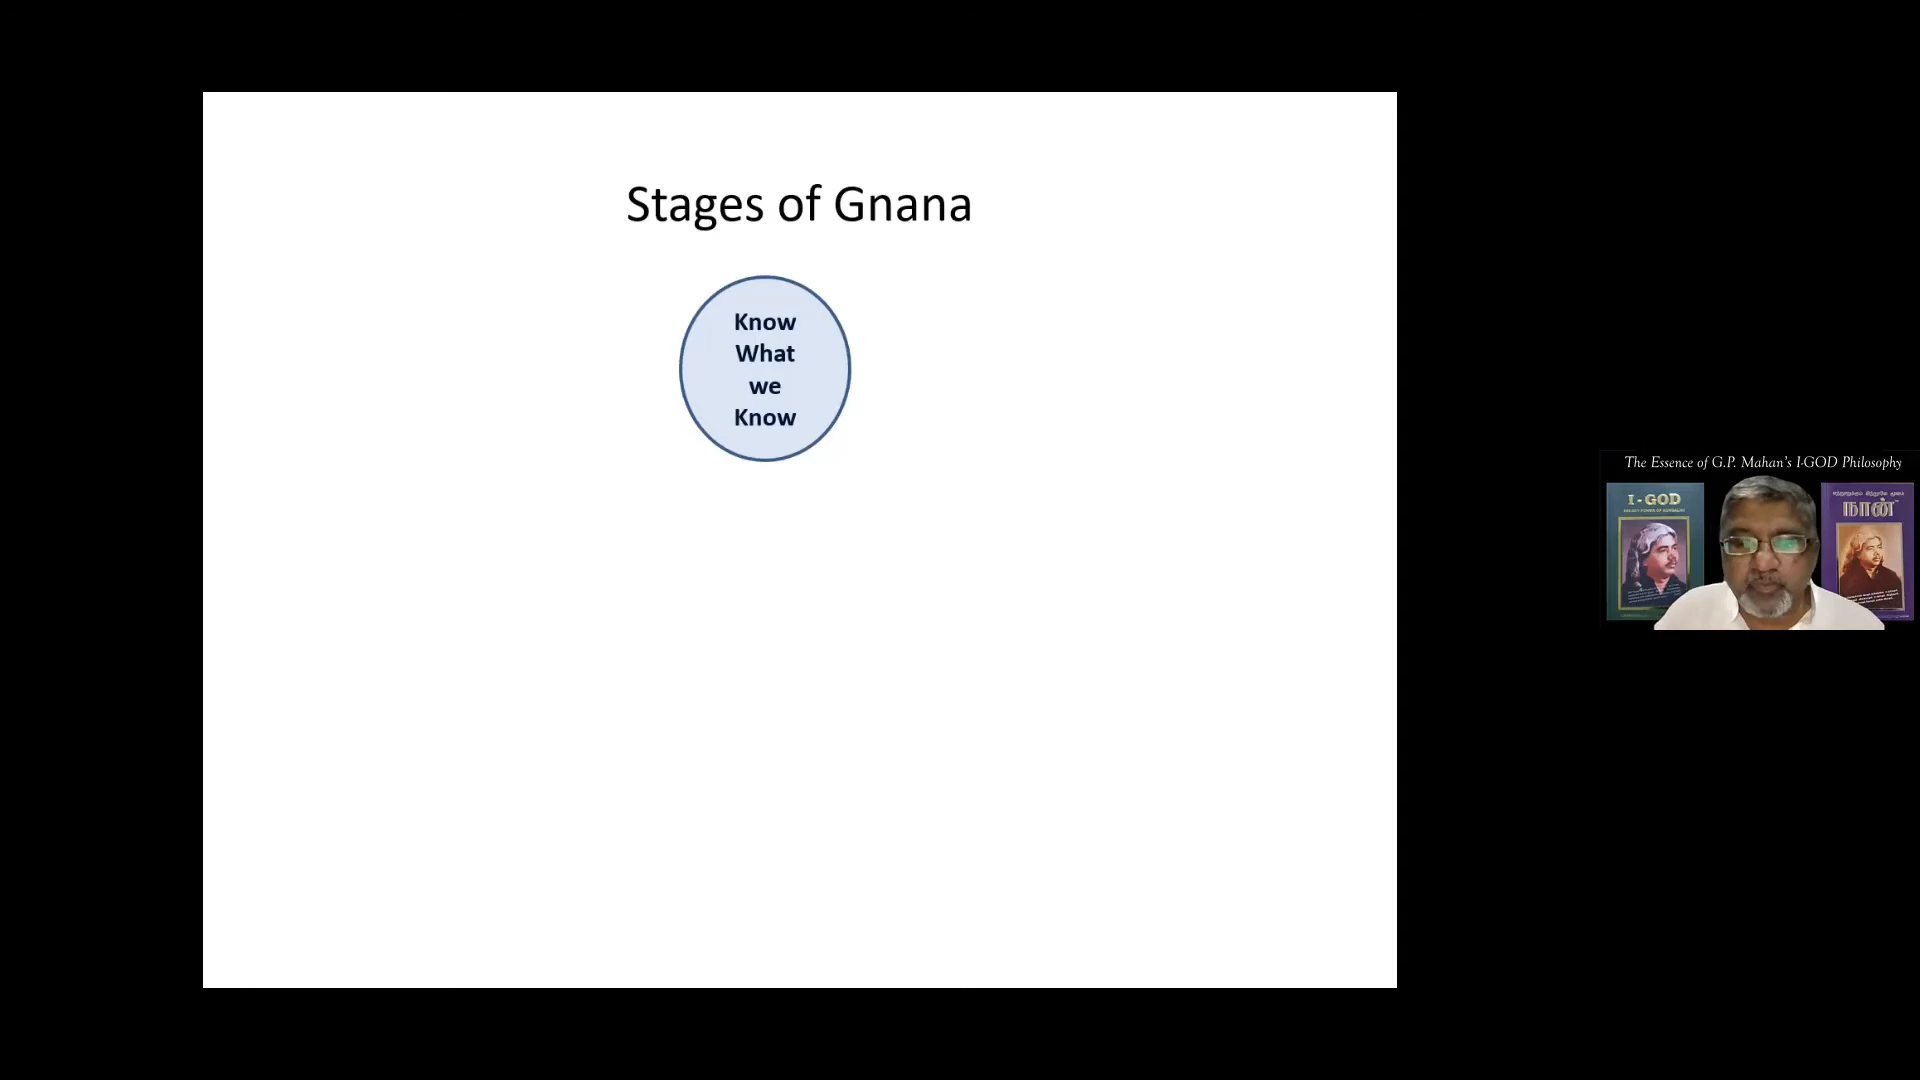 Stages of Gnana
Know
What
we
Know
The Essence of G.P. Mahan's I-GOD Philosophy
I - GOD
நான்